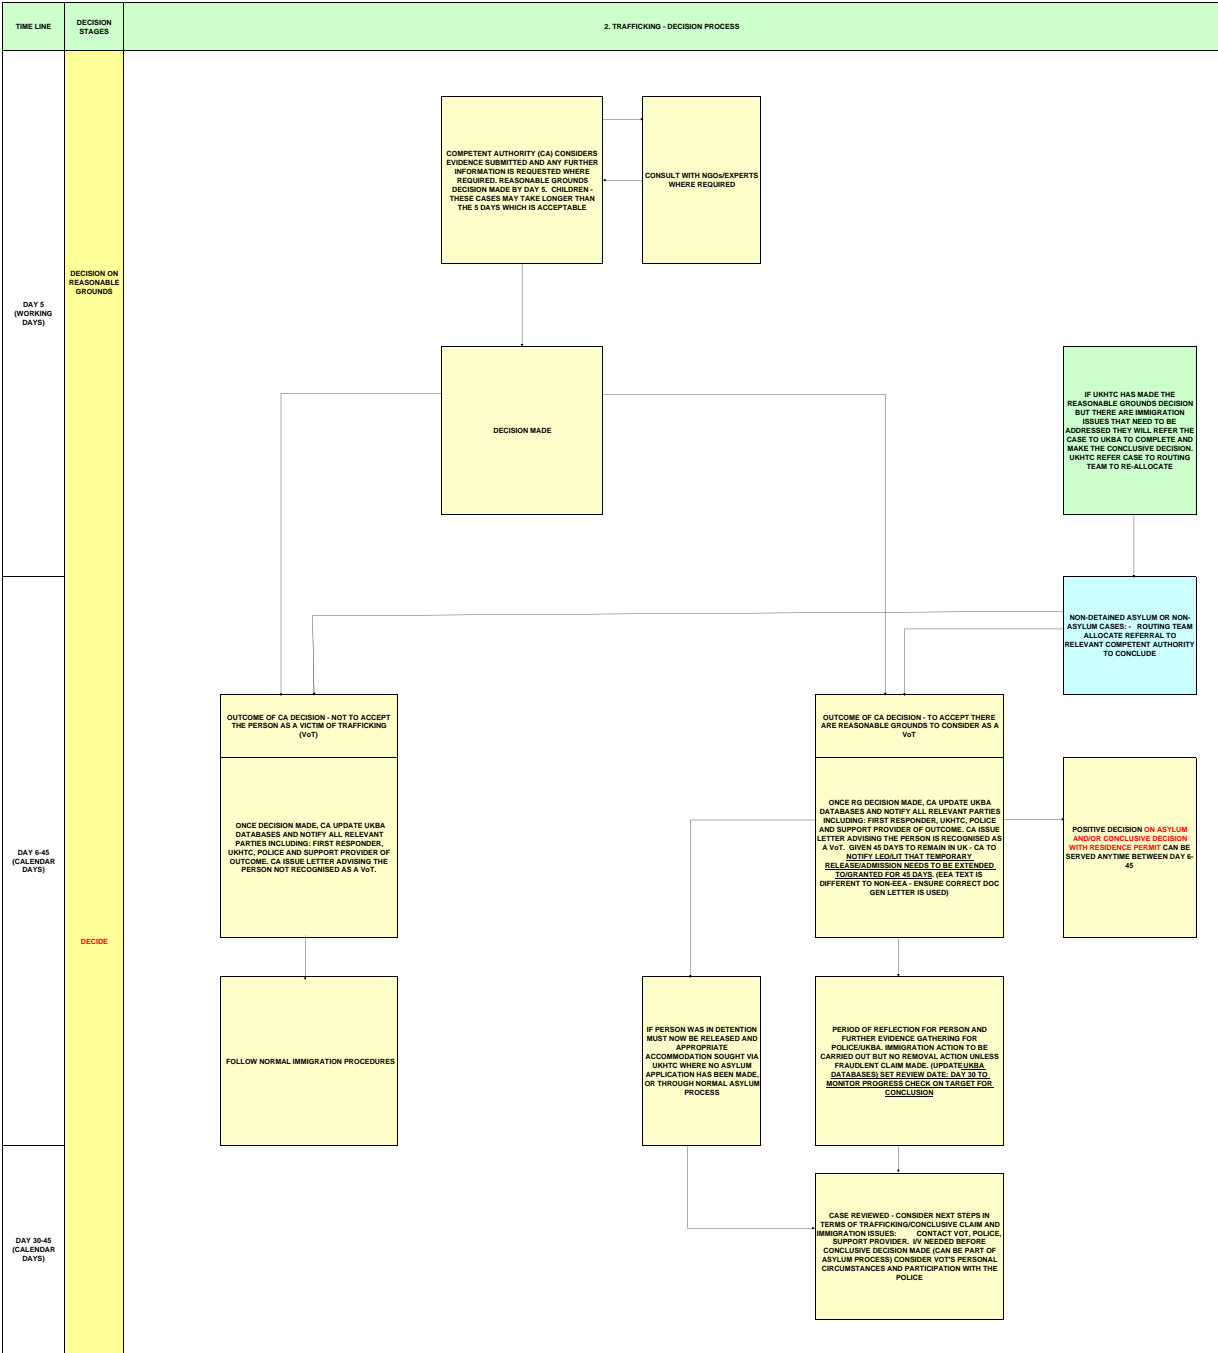 TIME LINE
DECISION
STAGES
2. TRAFFICKING - DECISION PROCESS
COMPETENT AUTHORITY (CA) CONSIDERS
EVIDENCE SUBMITTED AND ANY FURTHER
INFORMATION IS REQUESTED WHERE
REQUIRED. REASONABLE GROUNDS
DECISION MADE BY DAY 5. CHILDREN -
THESE CASES MAY TAKE LONGER THAN
THE 5 DAYS WHICH IS ACCEPTABLE
CONSULT WITH NGOs/EXPERTS
WHERE REQUIRED
DECISION ON
REASONABLE
GROUNDS
DAY 5
(WORKING
DAYS)
DECISION MADE
IF UKHTC HAS MADE THE
REASONABLE GROUNDS DECISION
BUT THERE ARE IMMIGRATION
ISSUES THAT NEED TO BE
ADDRESSED THEY WILL REFER THE
CASE TO UKBA TO COMPLETE AND
MAKE THE CONCLUSIVE DECISION.
UKHTC REFER CASE TO ROUTING
TEAM TO RE-ALLOCATE
NON-DETAINED ASYLUM OR NON-
ASYLUM CASES: - ROUTING TEAM
ALLOCATE REFERRAL TO
RELEVANT COMPETENT AUTHORITY
TO CONCLUDE
OUTCOME OF CA DECISION - NOT TO ACCEPT
THE PERSON AS A VICTIM OF TRAFFICKING
(VoT)
OUTCOME OF CA DECISION - TO ACCEPT THERE
ARE REASONABLE GROUNDS TO CONSIDER AS A
VoT
DAY 6-45
(CALENDAR
DAYS)
ONCE DECISION MADE, CA UPDATE UKBA
DATABASES AND NOTIFY ALL RELEVANT
PARTIES INCLUDING: FIRST RESPONDER,
UKHTC, POLICE AND SUPPORT PROVIDER OF
OUTCOME. CA ISSUE LETTER ADVISING THE
PERSON NOT RECOGNISED AS A VoT.
ONCE RG DECISION MADE, CA UPDATE UKBA
DATABASES AND NOTIFY ALL RELEVANT PARTIES
INCLUDING: FIRST RESPONDER, UKHTC, POLICE
AND SUPPORT PROVIDER OF OUTCOME. CA ISSUE
LETTER ADVISING THE PERSON IS RECOGNISED AS
A VoT. GIVEN 45 DAYS TO REMAIN IN UK - CA TO
NOTIFY LEO/LIT THAT TEMPORARY
RELEASE/ADMISSION NEEDS TO BE EXTENDED
TO/GRANTED FOR 45 DAYS. (EEA TEXT IS
DIFFERENT TO NON-EEA - ENSURE CORRECT DOC
GEN LETTER IS USED)
POSITIVE DECISION ON ASYLUM
AND/OR CONCLUSIVE DECISION
WITH RESIDENCE PERMIT CAN BE
SERVED ANYTIME BETWEEN DAY 6-
45
DECIDE
FOLLOW NORMAL IMMIGRATION PROCEDURES
IF PERSON WAS IN DETENTION
MUST NOW BE RELEASED AND
APPROPRIATE
ACCOMMODATION SOUGHT VIA
UKHTC WHERE NO ASYLUM
APPLICATION HAS BEEN MADE,
OR THROUGH NORMAL ASYLUM
PROCESS
PERIOD OF REFLECTION FOR PERSON AND
FURTHER EVIDENCE GATHERING FOR
POLICE/UKBA. IMMIGRATION ACTION TO BE
CARRIED OUT BUT NO REMOVAL ACTION UNLESS
FRAUDLENT CLAIM MADE. (UPDATE UKBA
DATABASES) SET REVIEW DATE: DAY 30 TO
MONITOR PROGRESS CHECK ON TARGET FOR
CONCLUSION
DAY 30-45
(CALENDAR
DAYS)
CASE REVIEWED - CONSIDER NEXT STEPS IN
TERMS OF TRAFFICKING/CONCLUSIVE CLAIM AND
IMMIGRATION ISSUES: CONTACT VOT, POLICE,
SUPPORT PROVIDER. I/V NEEDED BEFORE
CONCLUSIVE DECISION MADE (CAN BE PART OF
ASYLUM PROCESS) CONSIDER VOT'S PERSONAL
CIRCUMSTANCES AND PARTICIPATION WITH THE
POLICE